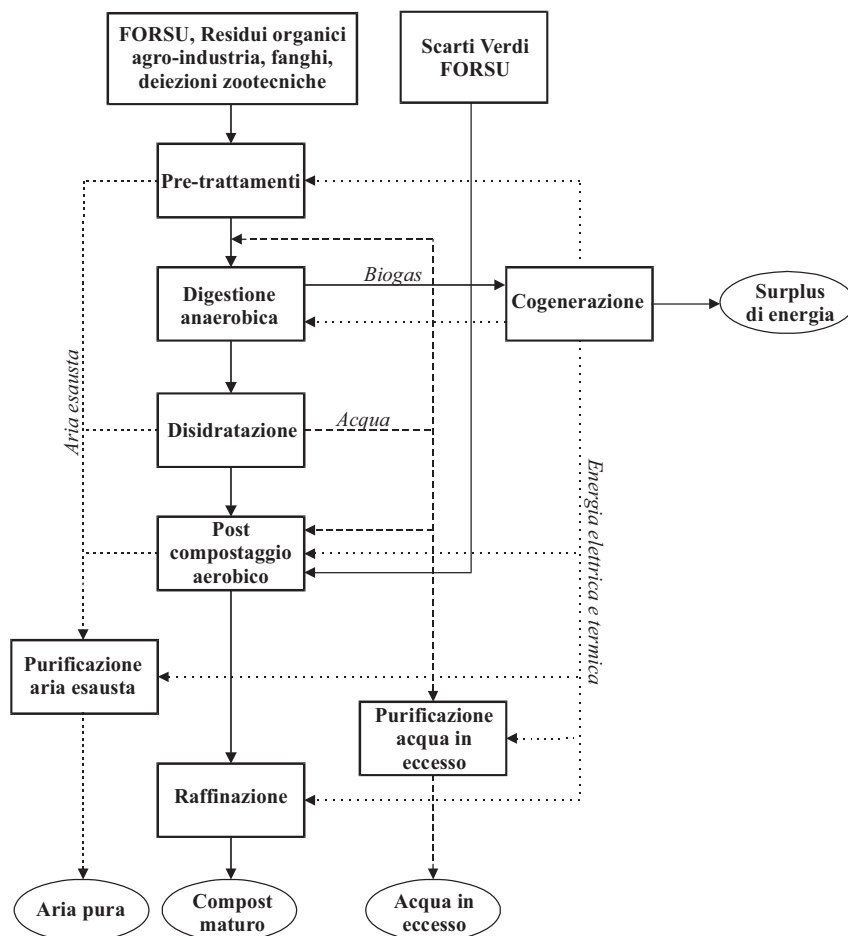 FORSU, Residui organici
agro-industria, fanghi,
deiezioni zootecniche
Scarti Verdi
FORSU
Pre-trattamenti
Biogas
Digestione
anaerobica
Cogenerazione
Surplus
di energia
Aria esausta
Disidratazione
Acqua
Energia elettrica e termica
Post
compostaggio
aerobico
Purificazione
aria esausta
Purificazione
acqua in
eccesso
Raffinazione
Aria pura
Compost
maturo
Acqua in
eccesso